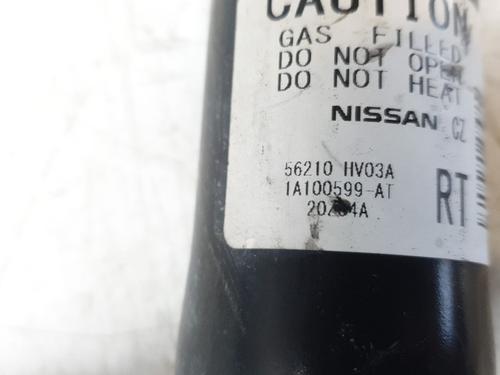 CAUTION
GAS FILLED
DO NOT OPEN
DO NOT HEAT
NISSAN CZ
56210 HV03A
1A100599-AT
RT